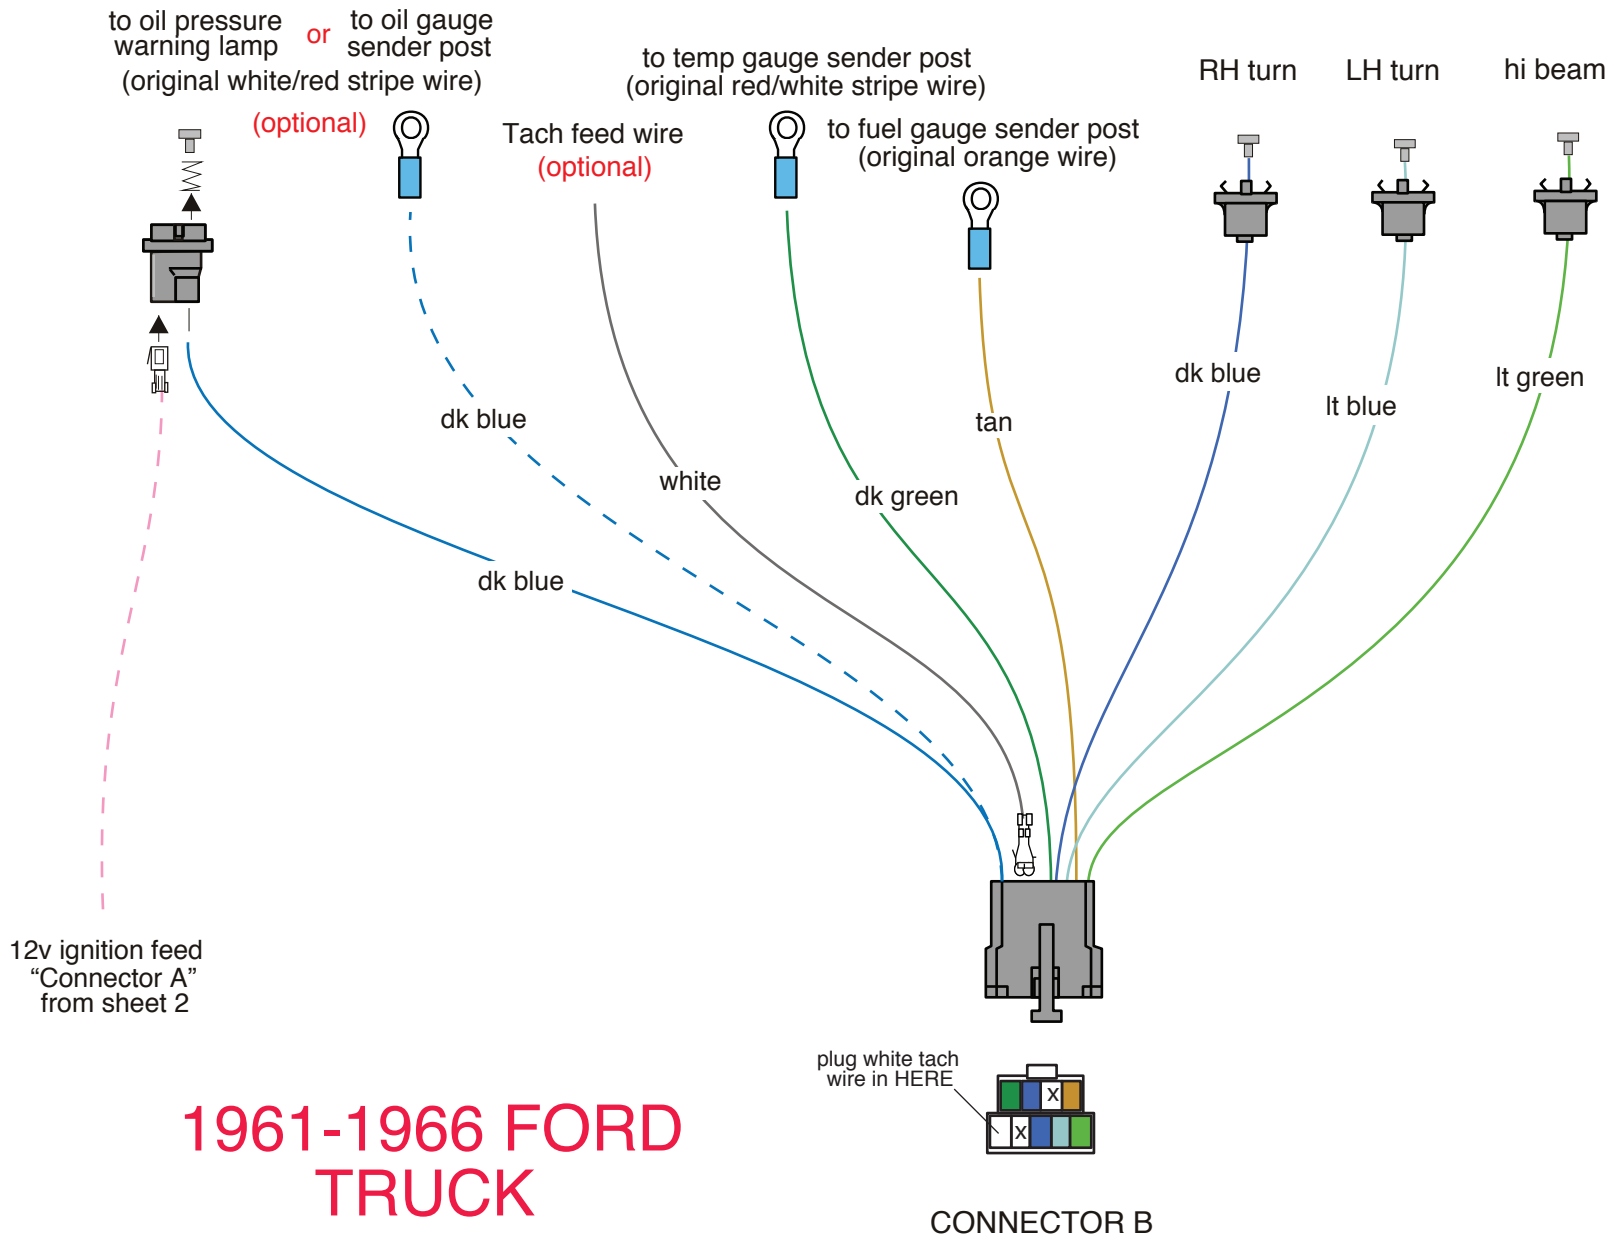 to oil pressure
warning lamp
or
to oil gauge
sender post
(original white/red stripe wire)
(optional)
Tach feed wire
(optional)
to temp gauge sender post
(original red/white stripe wire)
to fuel gauge sender post
(original orange wire)
RH turn
LH turn
hi beam
dk blue
lt green
lt blue
dk blue
tan
white
dk green
dk blue
12v ignition feed
“Connector A”
from sheet 2
plug white tach
wire in HERE
X
X
1961-1966 FORD
TRUCK
CONNECTOR B